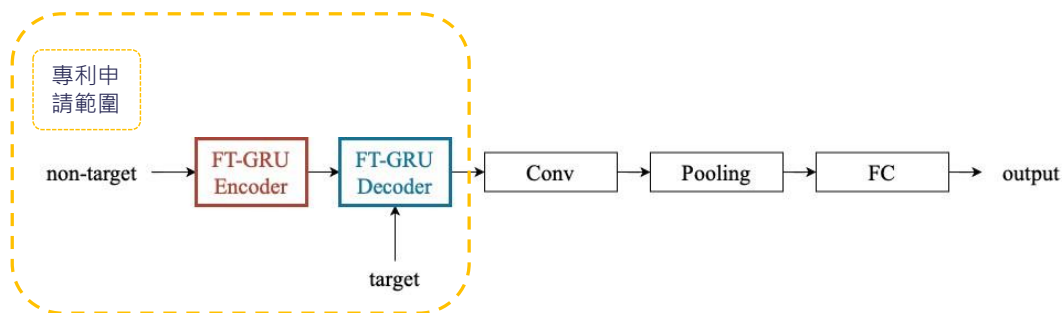 專利申
請範圍
non-target
FT-GRU
Encoder
FT-GRU
Decoder
Conv
Pooling
FC
output
target